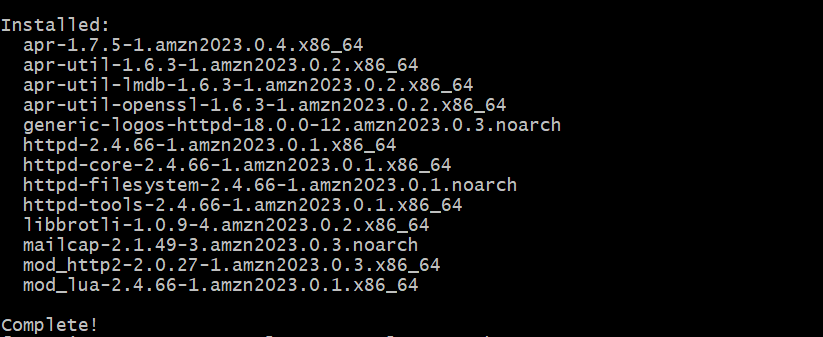 Installed:
apr-1.7.5-1.amzn2023.0.4.x86_64
apr-util-1.6.3-1.amzn2023.0.2.x86_64
apr-util-lmdb-1.6.3-1.amzn2023.0.2.x86_64
apr-util-openssl-1.6.3-1.amzn2023.0.2.x86_64
generic-logos-httpd-18.0.0-12.amzn2023.0.3.noarch
httpd-2.4.66-1.amzn2023.0.1.x86_64
httpd-core-2.4.66-1.amzn2023.0.1.x86_64
httpd-filesystem-2.4.66-1.amzn2023.0.1.noarch
httpd-tools-2.4.66-1.amzn2023.0.1.x86_64
libbrotli-1.0.9-4.amzn2023.0.2.x86_64
mailcap-2.1.49-3.amzn2023.0.3.noarch
mod_http2-2.0.27-1.amzn2023.0.3.x86_64
mod_lua-2.4.66-1.amzn2023.0.1.x86_64
Complete!